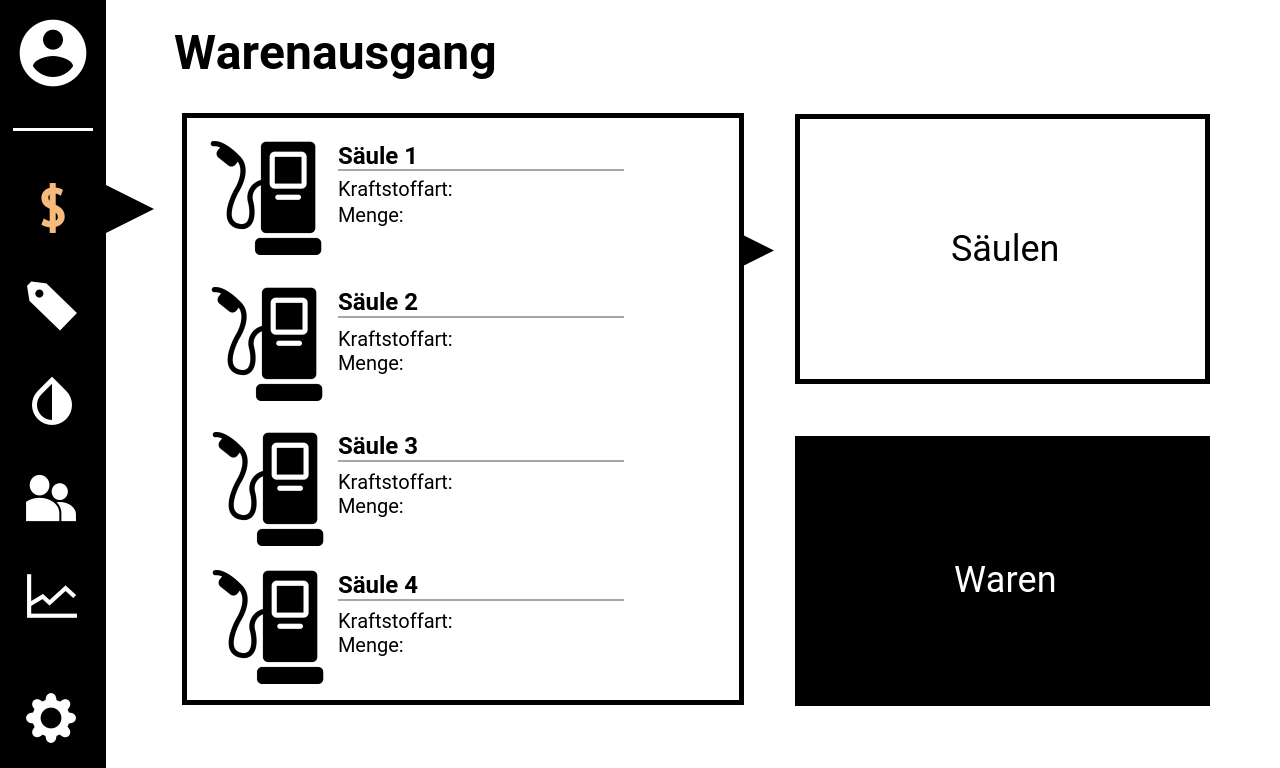 Warenausgang
Säule 1
Kraftstoffart:
Menge:
Säule 2
Kraftstoffart:
Menge:
Säule 3
Kraftstoffart:
Menge:
Säule 4
Kraftstoffart:
Menge:
Säulen
Waren